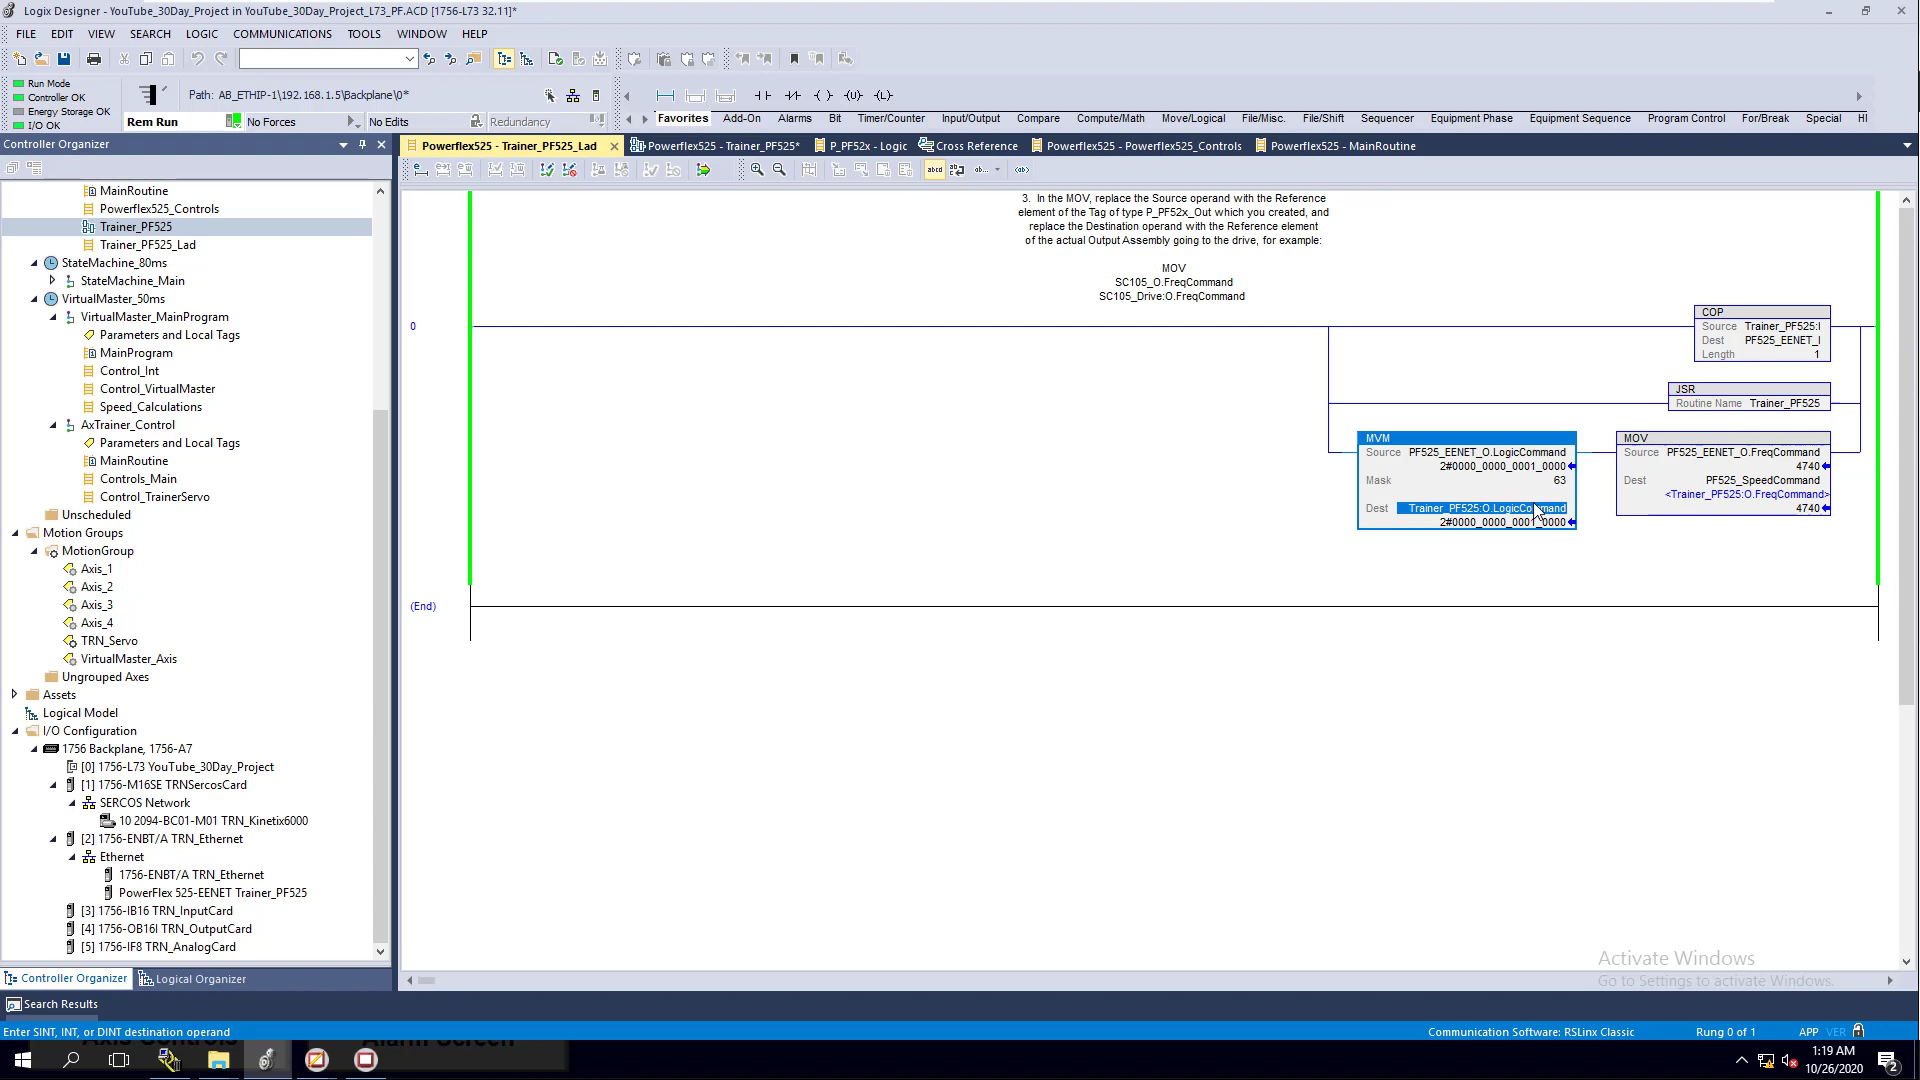 Logix Designer - YouTube_30Day_Project in YouTube_30Day_Project_L73_PF.ACD [1756-L73 32.11]*
FILE EDIT VIEW SEARCH LOGIC COMMUNICATIONS TOOLS WINDOW HELP
Run Mode
Controller OK
Energy Storage OK
I/O OK
Path: AB_ETHIP-1\192.168.1.5\Backplane\0*
Rem Run No Forces No Edits Redundancy
Favorites Add-On Alarms Bit Timer/Counter Input/Output Compare Compute/Math Move/Logical File/Misc. File/Shift Sequencer Equipment Phase Equipment Sequence Program Control For/Break Special HI
Controller Organizer
Powerflex525 - Trainer_PF525_Lad Powerflex525 - Trainer_PF525* P_PF52x - Logic Cross Reference Powerflex525 - Powerflex525_Controls Powerflex525 - MainRoutine
MainRoutine
Powerflex525_Controls
Trainer_PF525
Trainer_PF525_Lad
StateMachine_80ms
StateMachine_Main
VirtualMaster_50ms
VirtualMaster_MainProgram
Parameters and Local Tags
MainProgram
Control_Int
Control_VirtualMaster
Speed_Calculations
AxTrainer_Control
Parameters and Local Tags
MainRoutine
Controls_Main
Control_TrainerServo
Unscheduled
Motion Groups
MotionGroup
Axis_1
Axis_2
Axis_3
Axis_4
TRN_Servo
VirtualMaster_Axis
Ungrouped Axes
Assets
Logical Model
I/O Configuration
1756 Backplane, 1756-A7
[0] 1756-L73 YouTube_30Day_Project
[1] 1756-M16SE TRNSercosCard
SERCOS Network
10 2094-BC01-M01 TRN_Kinetix6000
[2] 1756-ENBT/A TRN_Ethernet
Ethernet
1756-ENBT/A TRN_Ethernet
PowerFlex 525-EENET Trainer_PF525
[3] 1756-IB16 TRN_InputCard
[4] 1756-OB16I TRN_OutputCard
[5] 1756-IF8 TRN_AnalogCard
Controller Organizer Logical Organizer
3. In the MOV, replace the Source operand with the Reference
element of the Tag of type P_PF52x_Out which you created, and
replace the Destination operand with the Reference element
of the actual Output Assembly going to the drive, for example:
MOV
SC105_O.FreqCommand
SC105_Drive:O.FreqCommand
0
COP
Source Trainer_PF525:I
Dest PF525_EENET_I
Length 1
JSR
Routine Name Trainer_PF525
MVM
Source PF525_EENET_O.LogicCommand
2#0000_0000_0001_0000
Mask 63
Dest Trainer_PF525:O.LogicCommand
2#0000_0000_0001_0000
MOV
Source PF525_EENET_O.FreqCommand
4740
Dest PF525_SpeedCommand
<Trainer_PF525:O.FreqCommand>
4740
(End)
Activate Windows
Go to Settings to activate Windows.
Search Results
Enter SINT, INT, or DINT destination operand
Communication Software: RSLinx Classic Rung 0 of 1 APP VER
1:19 AM
10/26/2020
2